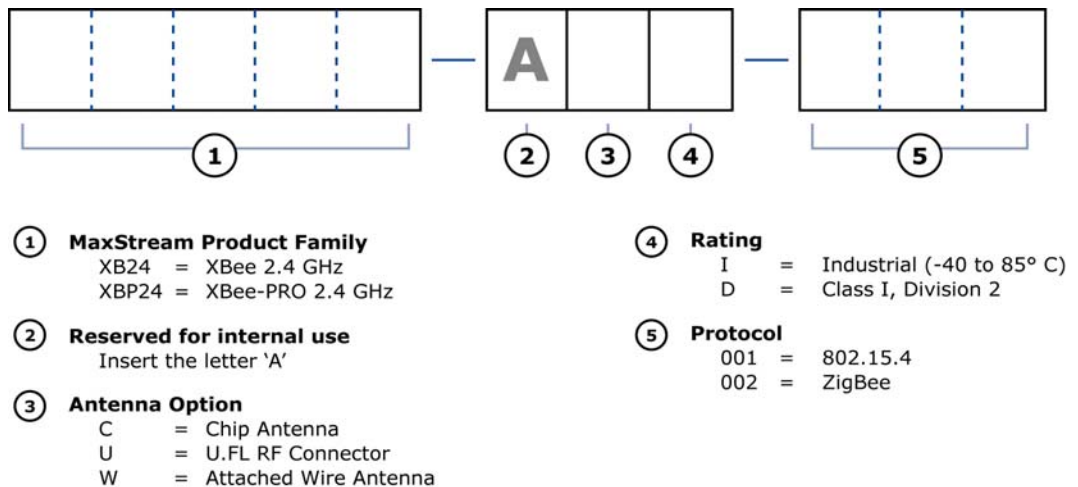 A
1 2 3 4 5
1 MaxStream Product Family
XB24 = XBee 2.4 GHz
XBP24 = XBee-PRO 2.4 GHz
2 Reserved for internal use
Insert the letter ‘A’
3 Antenna Option
C = Chip Antenna
U = U.FL RF Connector
W = Attached Wire Antenna
4 Rating
I = Industrial (-40 to 85° C)
D = Class I, Division 2
5 Protocol
001 = 802.15.4
002 = ZigBee